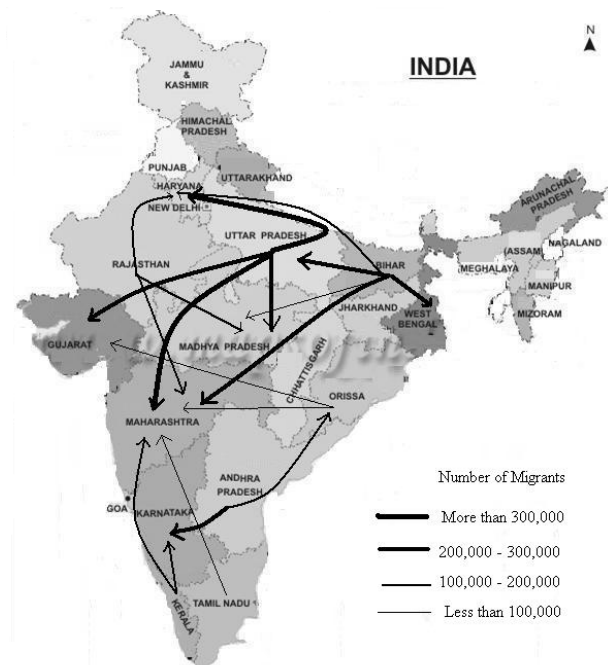 N
INDIA
JAMMU
&
KASHMIR
HIMACHAL
PRADESH
PUNJAB
UTTARAKHAND
HARYANA
NEW DELHI
ARUNACHAL
PRADESH
UTTAR PRADESH
RAJASTHAN
BIHAR
(ASSAM
NAGALAND
MEGHALAYA
MANIPUR
MIZORAM
JHARKHAND
WEST
BENGAL
GUJARAT
MADHYA PRADESH
CHHATTISGARH
ORISSA
MAHARASHTRA
ANDHRA
PRADESH
GOA
KARNATAKA
KERALA
TAMIL NADU
Number of Migrants
More than 300,000
200,000 - 300,000
100,000 - 200,000
Less than 100,000